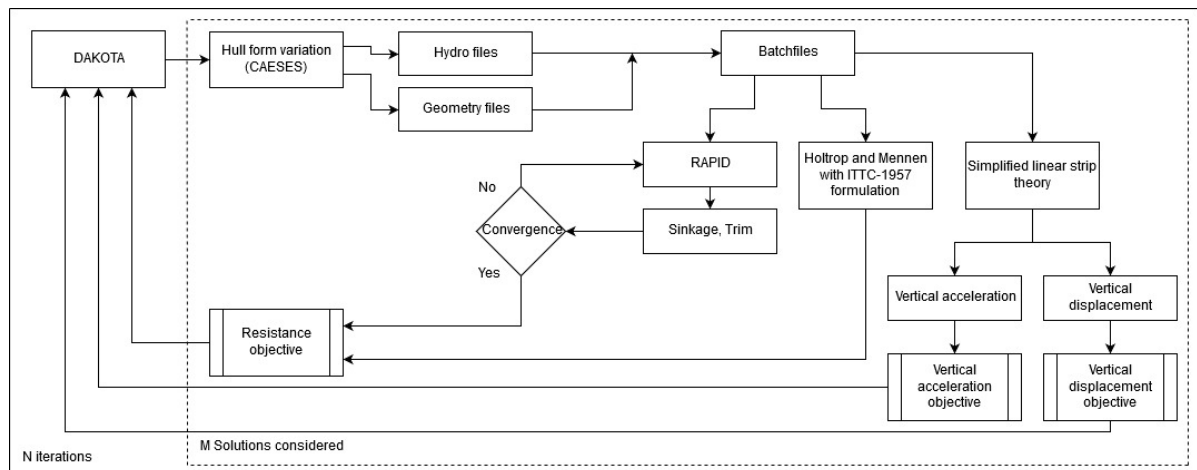 DAKOTA
Hull form variation
(CAESES)
Hydro files
Geometry files
Batchfiles
RAPID
Holtrop and Mennen
with ITTC-1957
formulation
Simplified linear strip
theory
No
Convergence
Yes
Sinkage, Trim
Vertical acceleration
Vertical
displacement
Resistance
objective
Vertical
acceleration
objective
Vertical
displacement
objective
M Solutions considered
N iterations